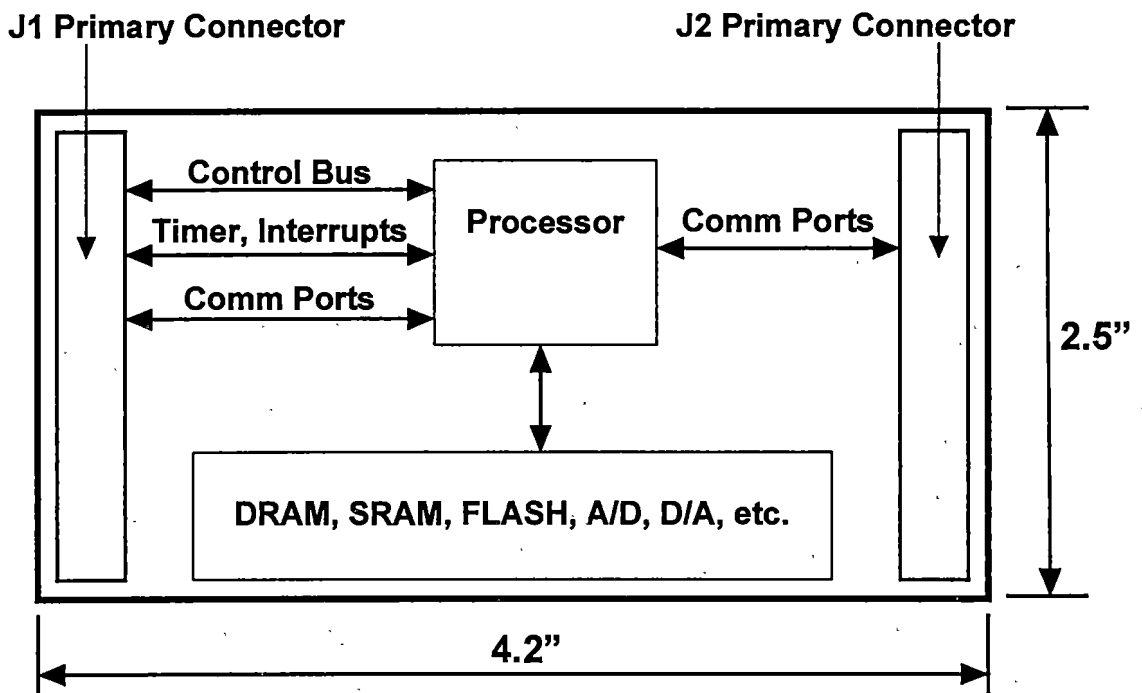 J1 Primary Connector
J2 Primary Connector
Control Bus
Timer, Interrupts
Comm Ports
Processor
Comm Ports
DRAM, SRAM, FLASH, A/D, D/A, etc.
2.5”
4.2”